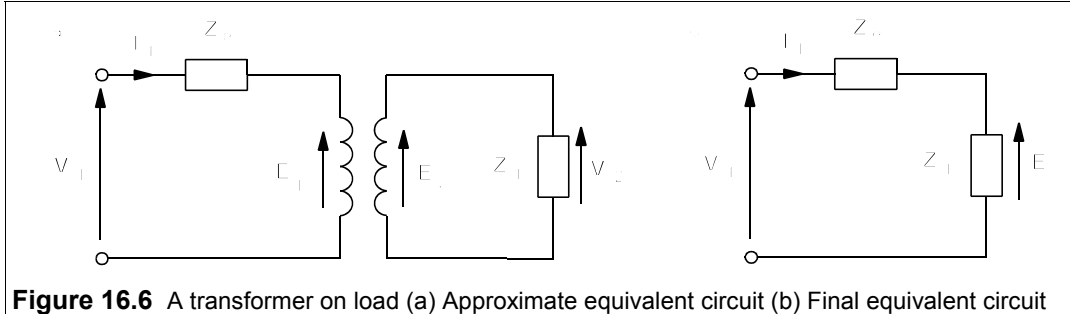 I
Z
I
Z
V
E
E
Z
V
V
Z
E
Figure 16.6 A transformer on load (a) Approximate equivalent circuit (b) Final equivalent circuit